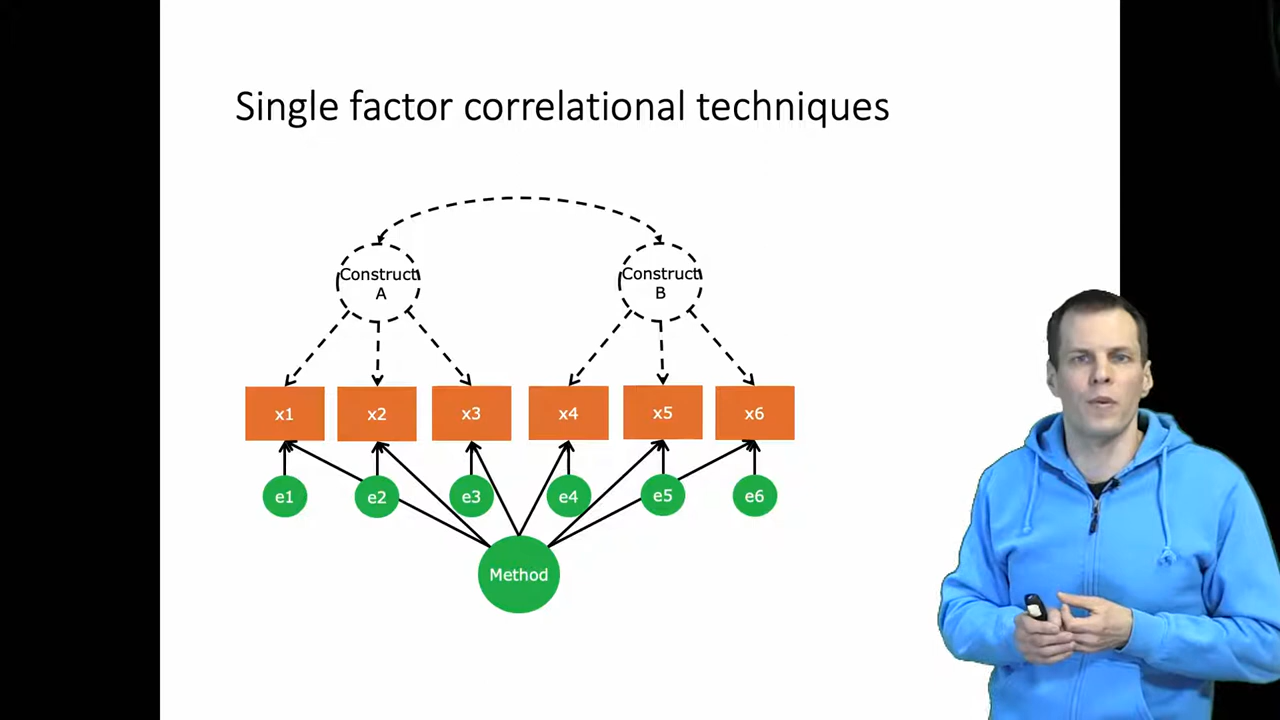 Single factor correlational techniques
Construct
A
Construct
B
x1
x2
x3
x4
x5
x6
e1
e2
e3
e4
e5
e6
Method